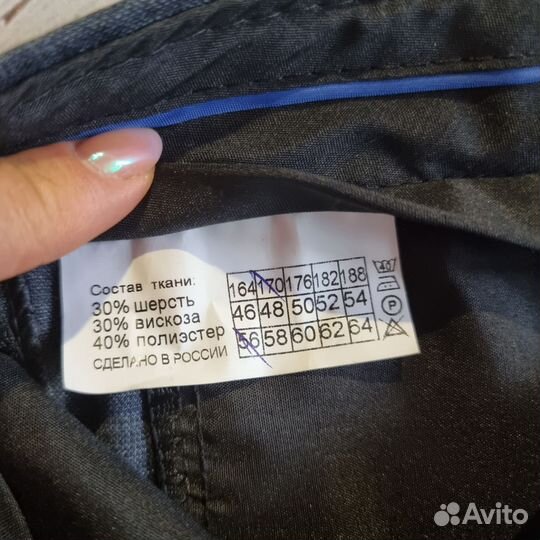 Состав ткани:
30% шерсть
30% вискоза
40% полиэстер
СДЕЛАНО В РОССИИ
164 170 176 182 188
46 48 50 52 54
56 58 60 62 64
40
P
Avito